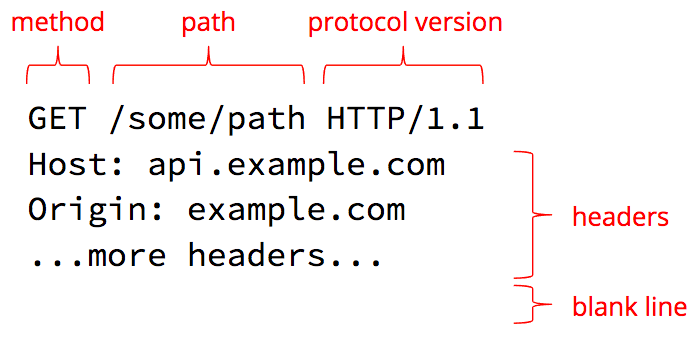 method path protocol version
GET /some/path HTTP/1.1
Host: api.example.com
Origin: example.com
headers
...more headers...
blank line